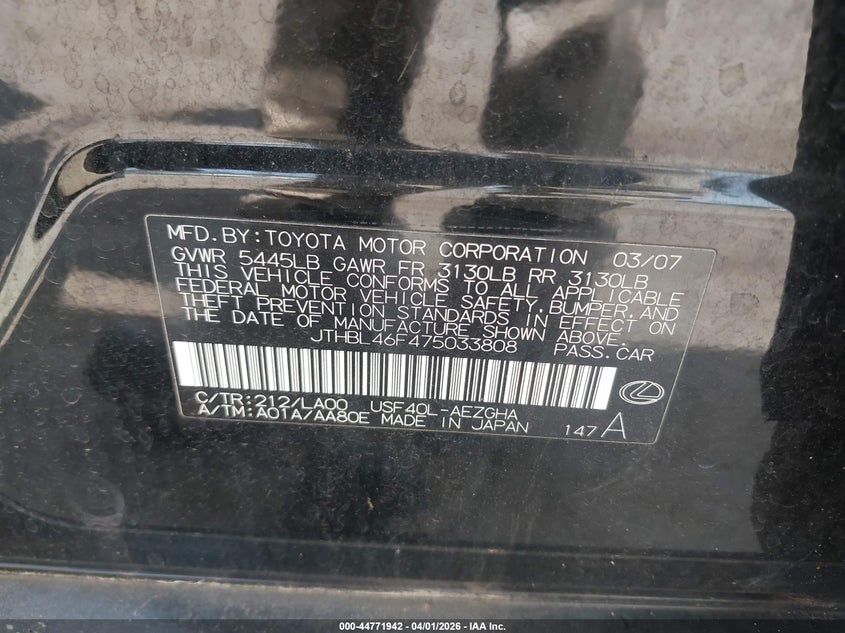 MFD. BY: TOYOTA MOTOR CORPORATION 03/07
GVWR 5445LB GAWR FR 3130LB RR 3130LB
THIS VEHICLE CONFORMS TO ALL APPLICABLE
FEDERAL MOTOR VEHICLE SAFETY, BUMPER, AND
THEFT PREVENTION STANDARDS IN EFFECT ON
THE DATE OF MANUFACTURE SHOWN ABOVE.
JTHBL46F475033808 PASS. CAR
C/TR: 212/LA00 USF40L-AEZGHA
A/TM: A01A/AA80E MADE IN JAPAN 147 A
000-44771942 - 04/01/2026 - IAA Inc.